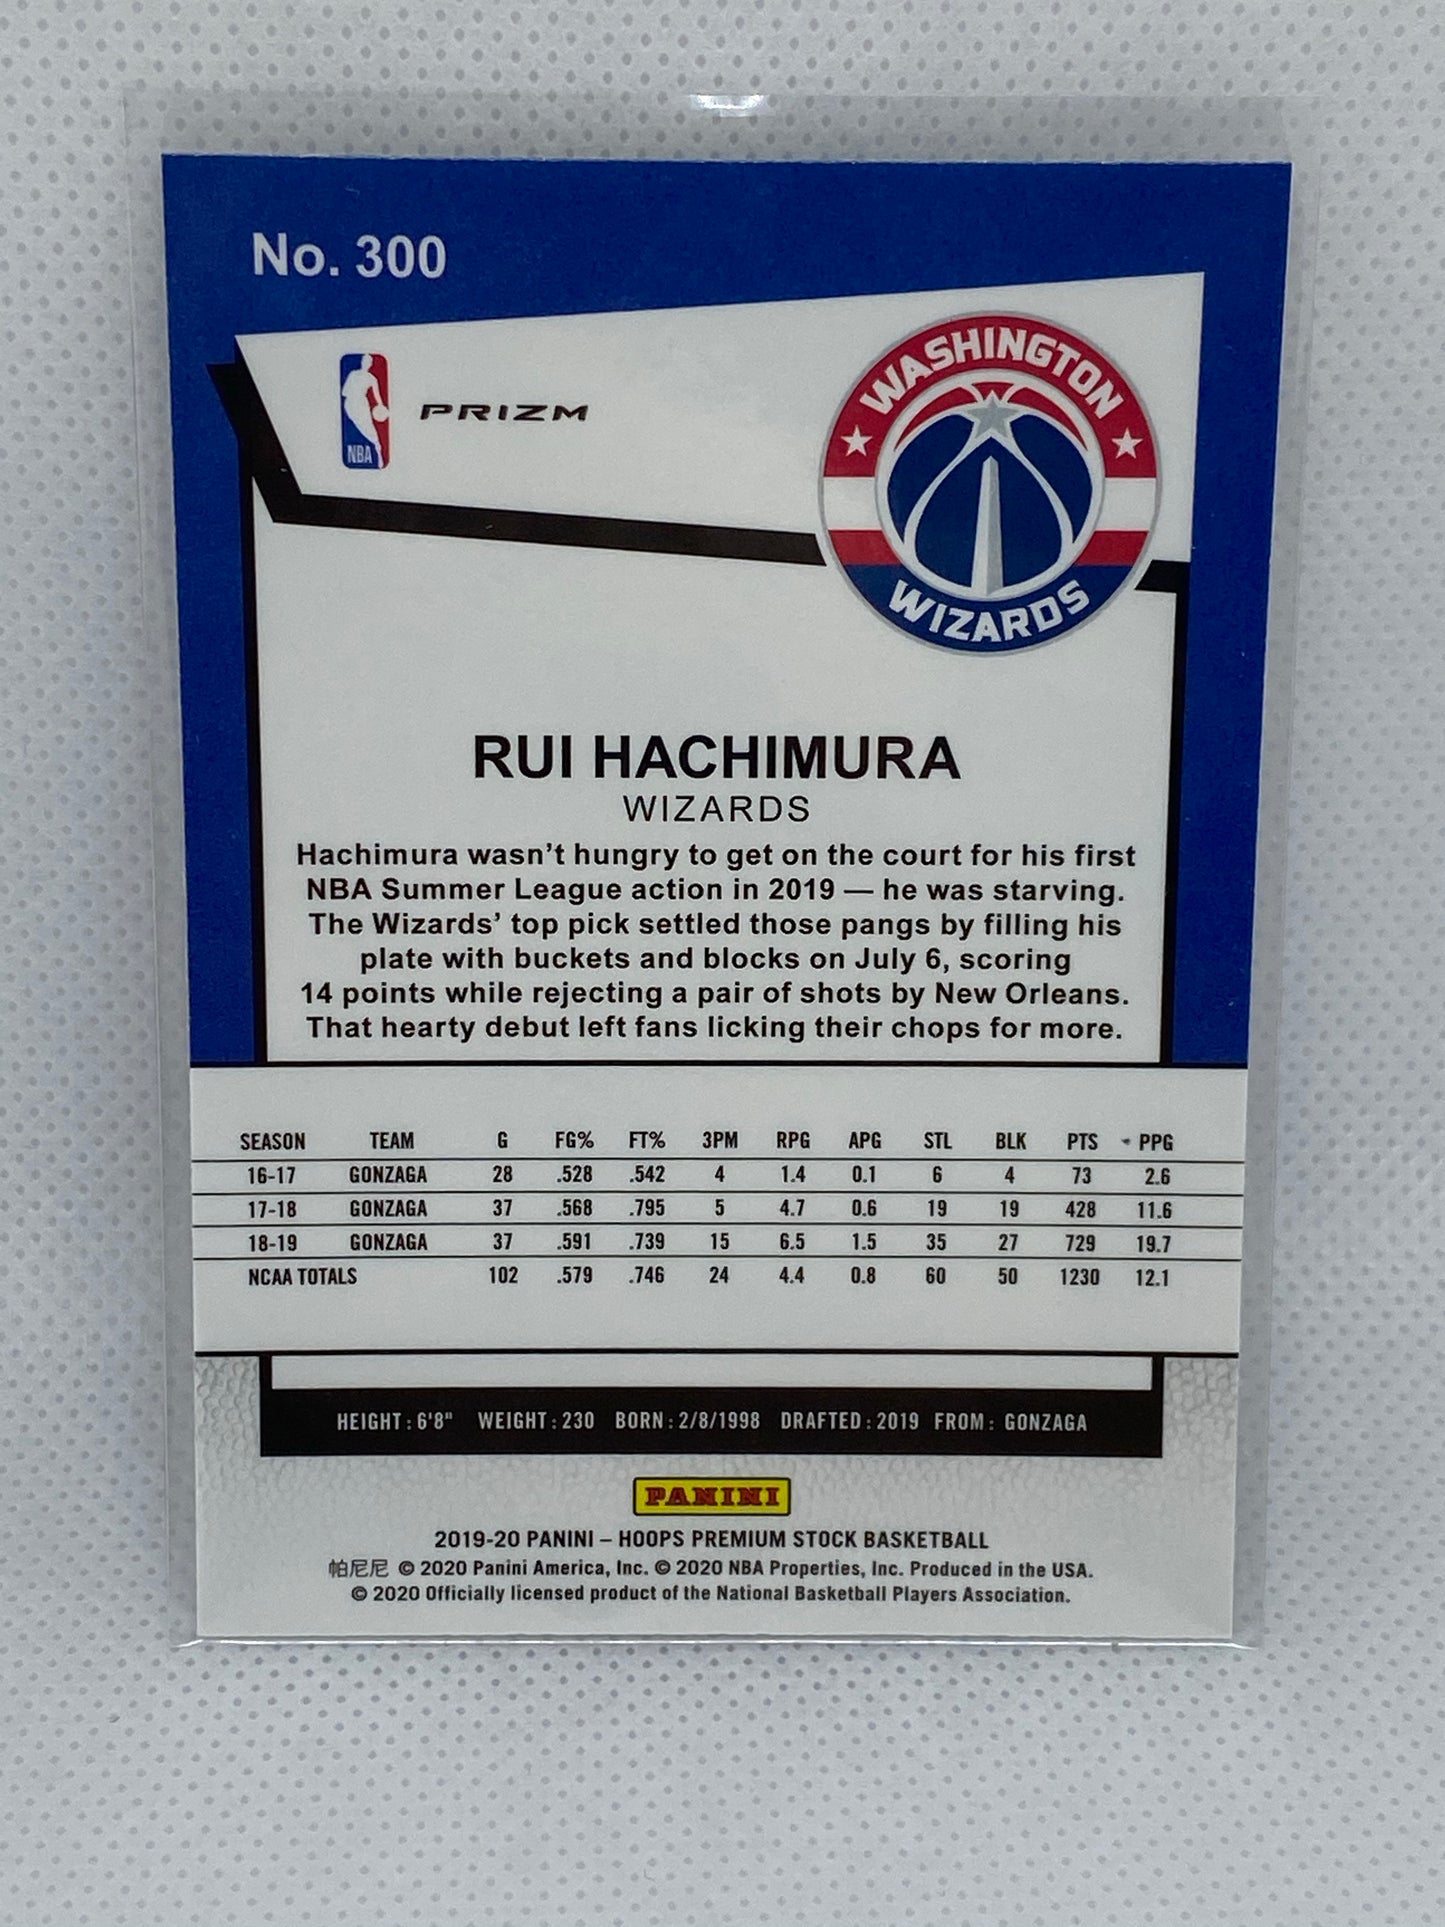 No. 300
NBA
PRIZM
WASHINGTON
WIZARDS
RUI HACHIMURA
WIZARDS
Hachimura wasn't hungry to get on the court for his first
NBA Summer League action in 2019 — he was starving.
The Wizards' top pick settled those pangs by filling his
plate with buckets and blocks on July 6, scoring
14 points while rejecting a pair of shots by New Orleans.
That hearty debut left fans licking their chops for more.
SEASON TEAM G FG% FT% 3PM RPG APG STL BLK PTS PPG
16-17 GONZAGA 28 .528 .542 4 1.4 0.1 6 4 73 2.6
17-18 GONZAGA 37 .568 .795 5 4.7 0.6 19 19 428 11.6
18-19 GONZAGA 37 .591 .739 15 6.5 1.5 35 27 729 19.7
NCAA TOTALS 102 .579 .746 24 4.4 0.8 60 50 1230 12.1
HEIGHT: 6'8" WEIGHT: 230 BORN: 2/8/1998 DRAFTED: 2019 FROM: GONZAGA
PANINI
2019-20 PANINI – HOOPS PREMIUM STOCK BASKETBALL
帕尼尼 © 2020 Panini America, Inc. © 2020 NBA Properties, Inc. Produced in the USA.
© 2020 Officially licensed product of the National Basketball Players Association.